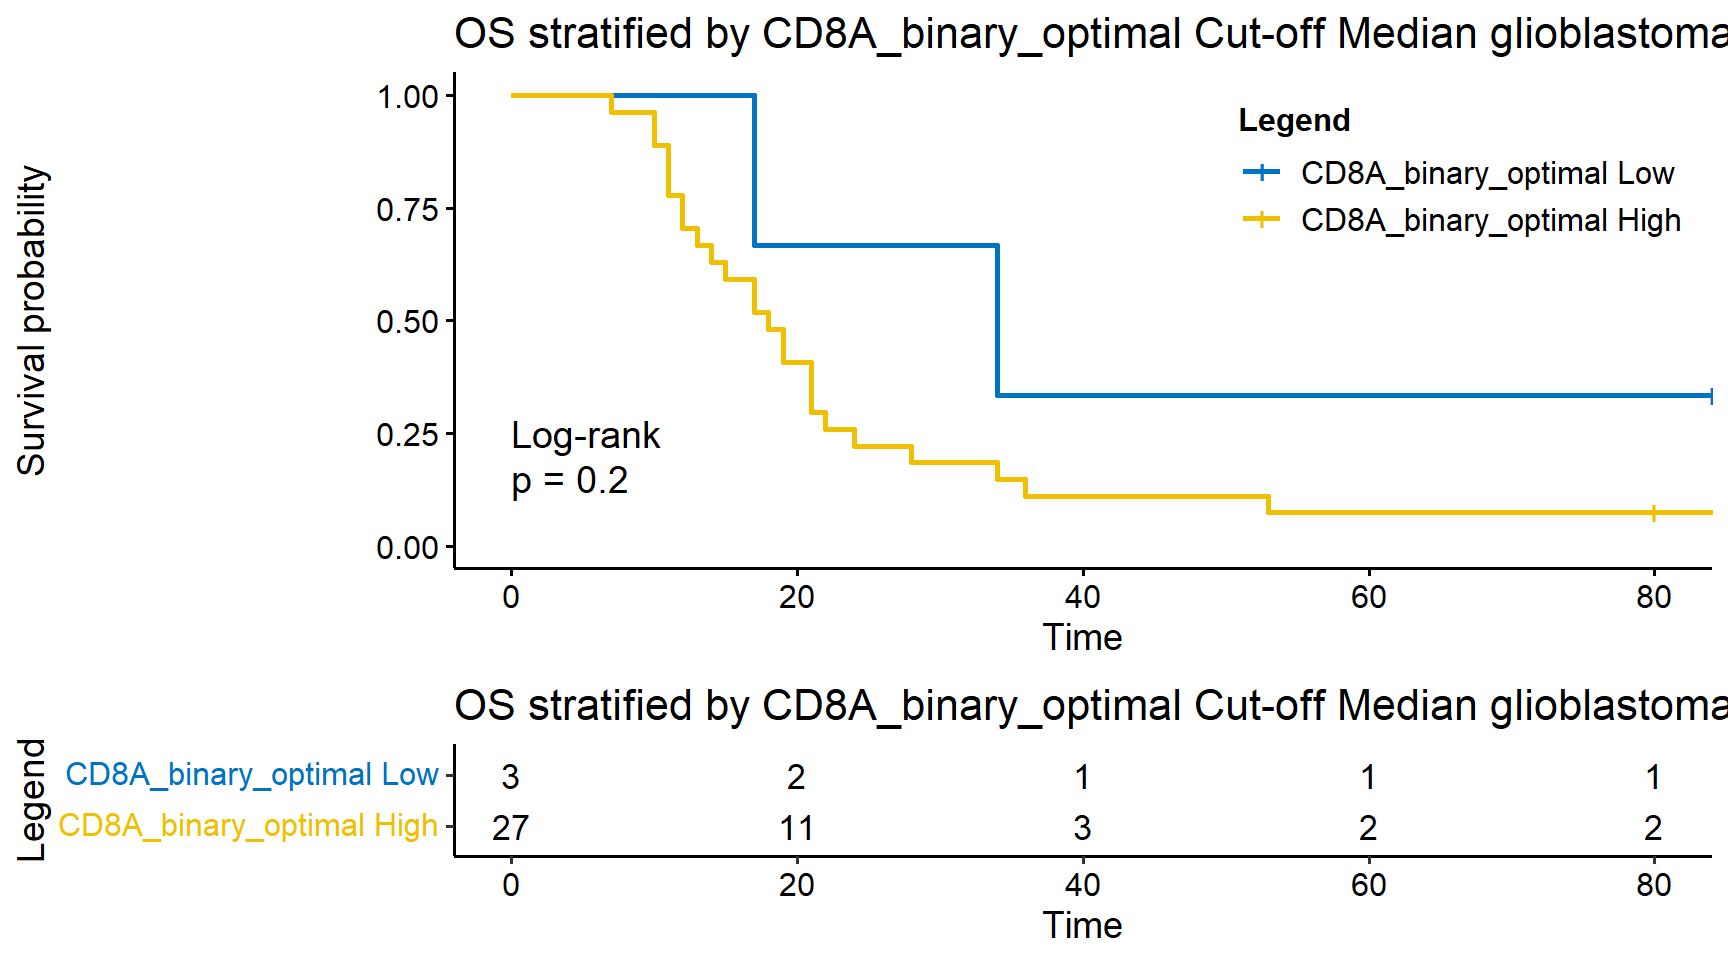 OS stratified by CD8A_binary_optimal Cut-off Median glioblastoma
Survival probability
1.00
0.75
0.50
0.25
0.00
Legend
CD8A_binary_optimal Low
CD8A_binary_optimal High
Log-rank
p = 0.2
0 20 40 60 80
Time
OS stratified by CD8A_binary_optimal Cut-off Median glioblastoma
Legend
CD8A_binary_optimal Low 3 2 1 1 1
CD8A_binary_optimal High 27 11 3 2 2
0 20 40 60 80
Time